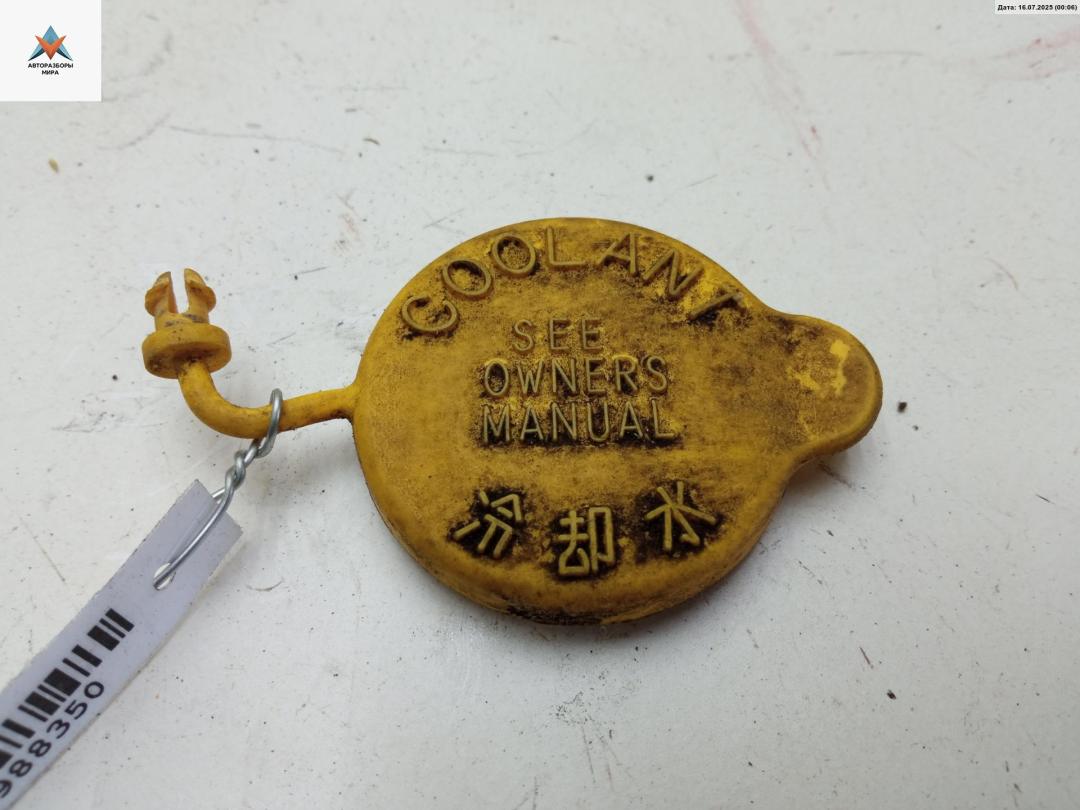 АВТОРАЗБОРЫ
МИРА
Дата: 16.07.2025 (00:06)
COOLANT
SEE
OWNERS
MANUAL
冷却水
988350